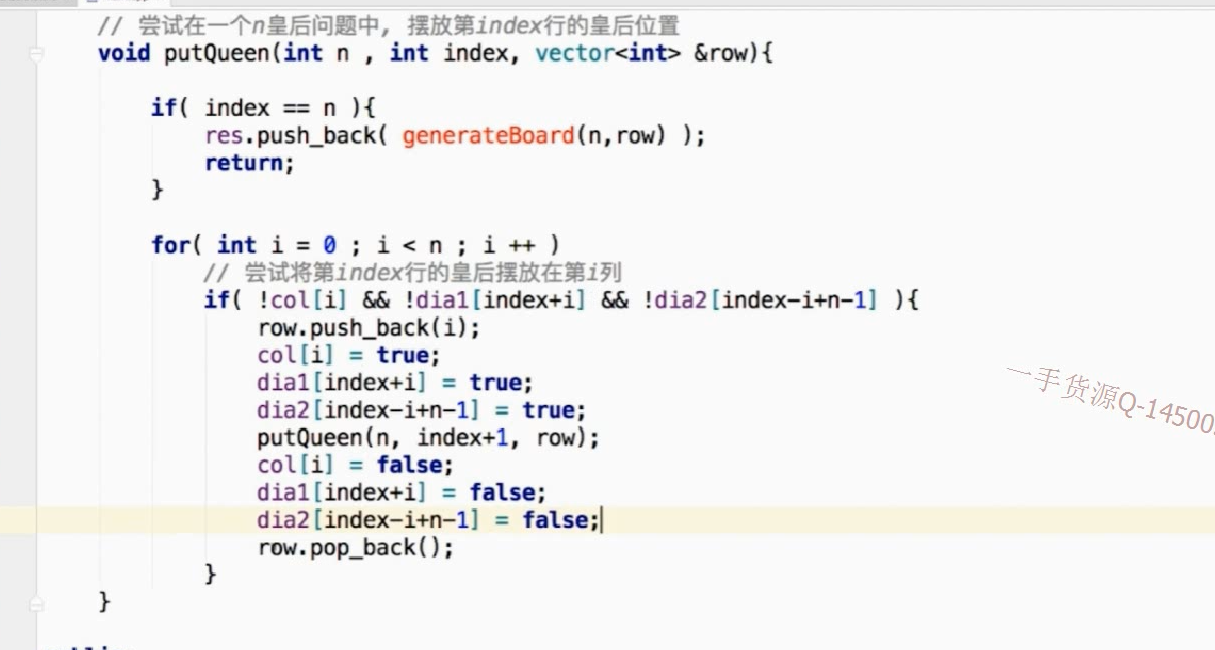 // 尝试在一个n皇后问题中, 摆放第index行的皇后位置
void putQueen(int n , int index, vector<int> &row){
if( index == n ){
res.push_back( generateBoard(n,row) );
return;
}
for( int i = 0 ; i < n ; i ++ )
// 尝试将第index行的皇后摆放在第i列
if( !col[i] && !dia1[index+i] && !dia2[index-i+n-1] ){
row.push_back(i);
col[i] = true;
dia1[index+i] = true;
dia2[index-i+n-1] = true;
putQueen(n, index+1, row);
col[i] = false;
dia1[index+i] = false;
dia2[index-i+n-1] = false;
row.pop_back();
}
}
一手货源Q-14500